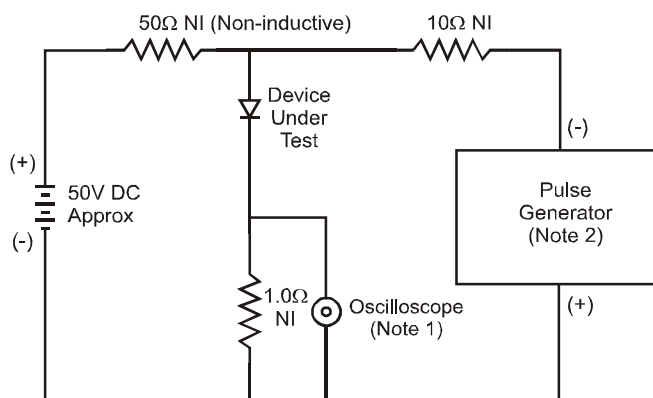 50Ω NI (Non-inductive)
10Ω NI
Device
Under
Test
(-)
(+)
50V DC
Approx
(-)
Pulse
Generator
(Note 2)
1.0Ω
NI
Oscilloscope
(Note 1)
(+)